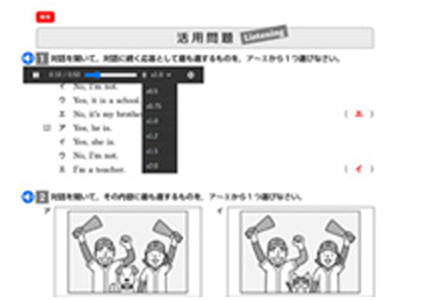 活用問題 Listening
1 対話を聞いて，対話に続く応答として最も適するものを，ア～エから1つ選びなさい。
0:10 / 0:50 x1.0
イ No, I'm not.
x0.5
ウ Yes, it is a school.
x0.75
エ No, it's my brothe
x1.0
( エ )
(2) ア Yes, he is.
x1.2
イ Yes, she is.
x1.5
ウ No, I'm not.
x2.0
エ I'm a teacher.
( イ )
2 対話を聞いて，その内容に最も適するものを，ア～エから1つ選びなさい。
ア イ